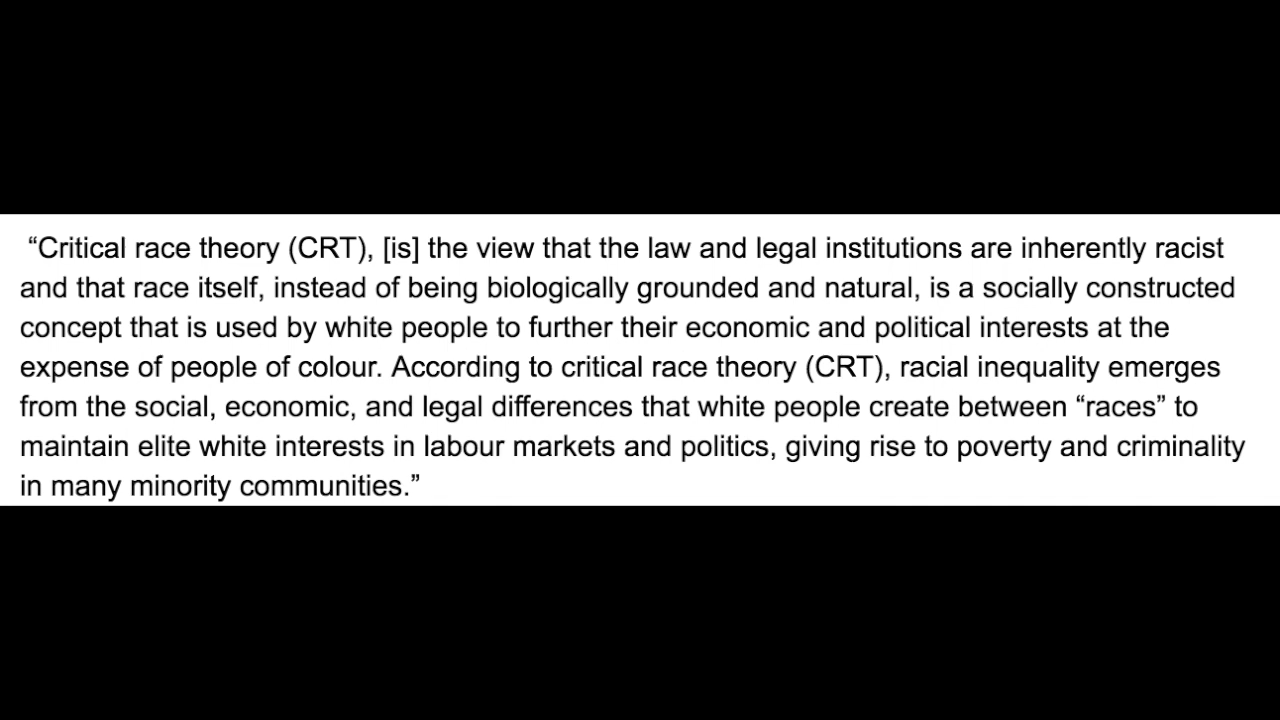 “Critical race theory (CRT), [is] the view that the law and legal institutions are inherently racist
and that race itself, instead of being biologically grounded and natural, is a socially constructed
concept that is used by white people to further their economic and political interests at the
expense of people of colour. According to critical race theory (CRT), racial inequality emerges
from the social, economic, and legal differences that white people create between “races” to
maintain elite white interests in labour markets and politics, giving rise to poverty and criminality
in many minority communities.”